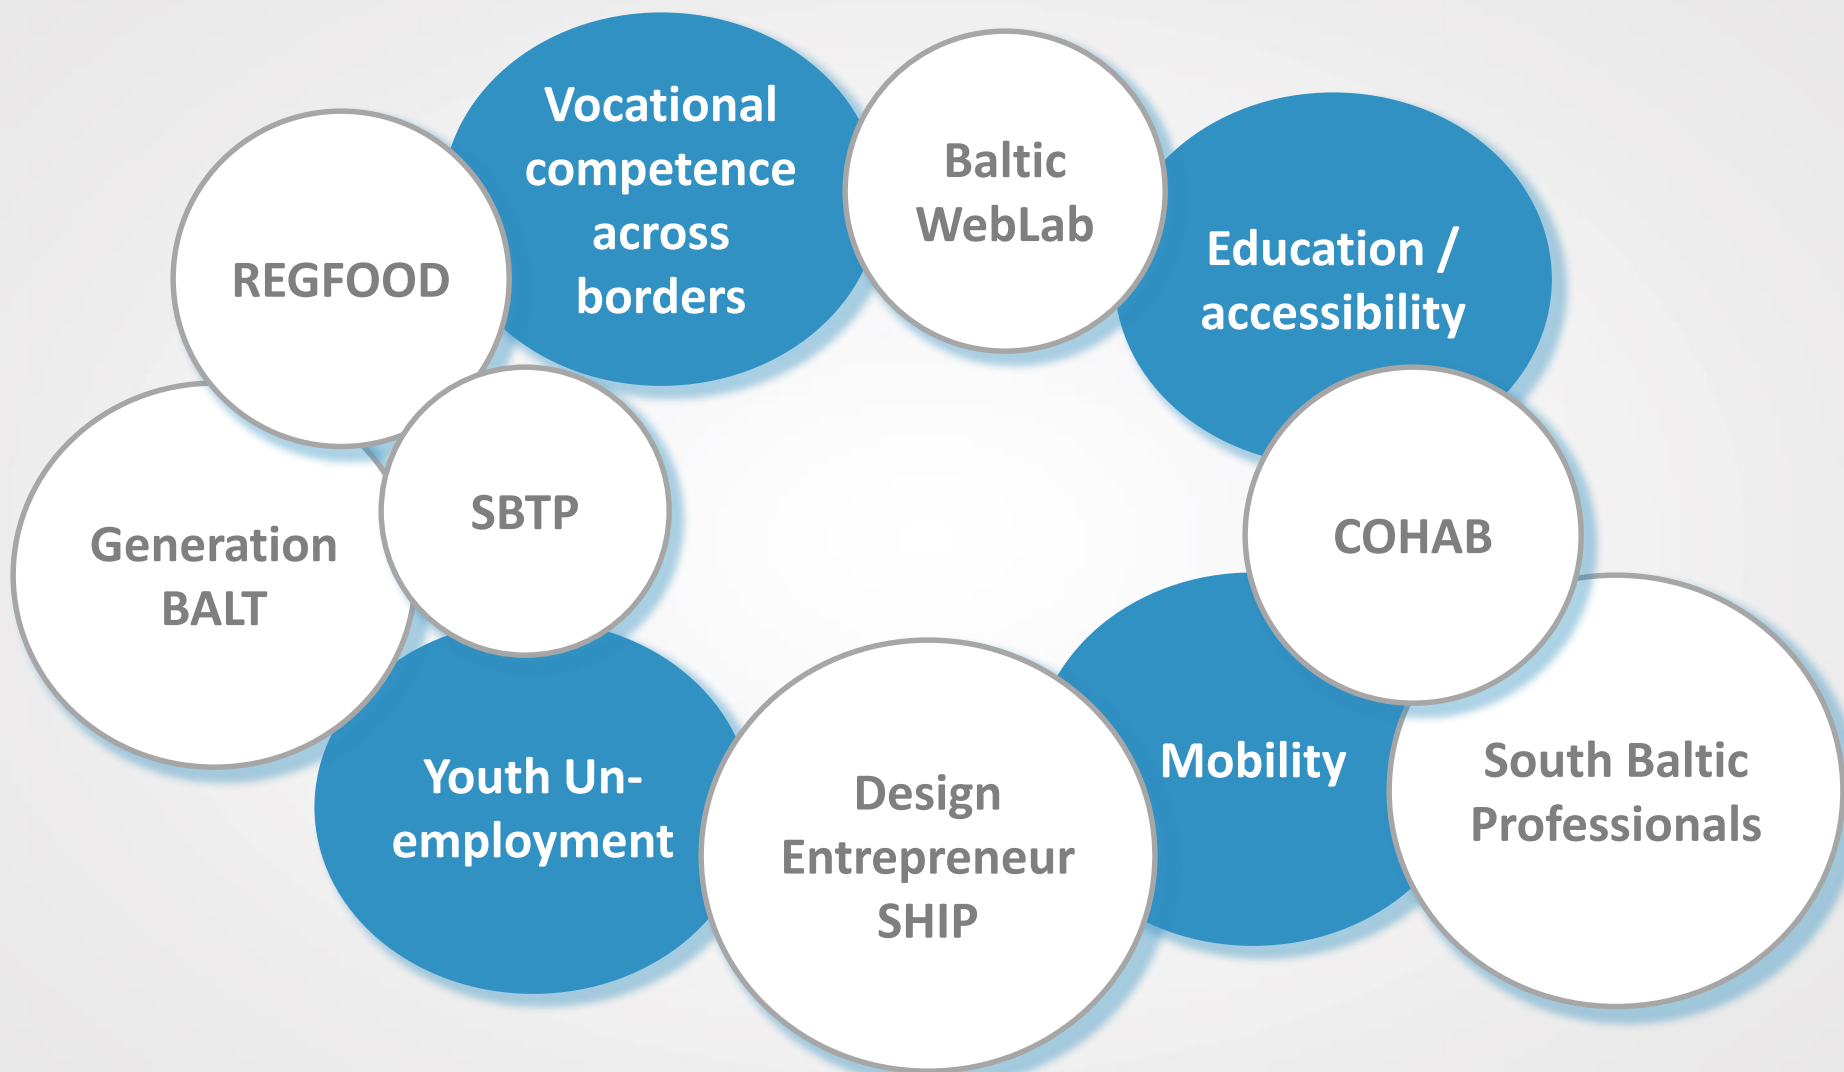 Vocational
competence
across
borders
Baltic
WebLab
Education /
accessibility
REGFOOD
SBTP
Generation
BALT
COHAB
Youth Un-
employment
Design
Entrepreneur
SHIP
Mobility
South Baltic
Professionals